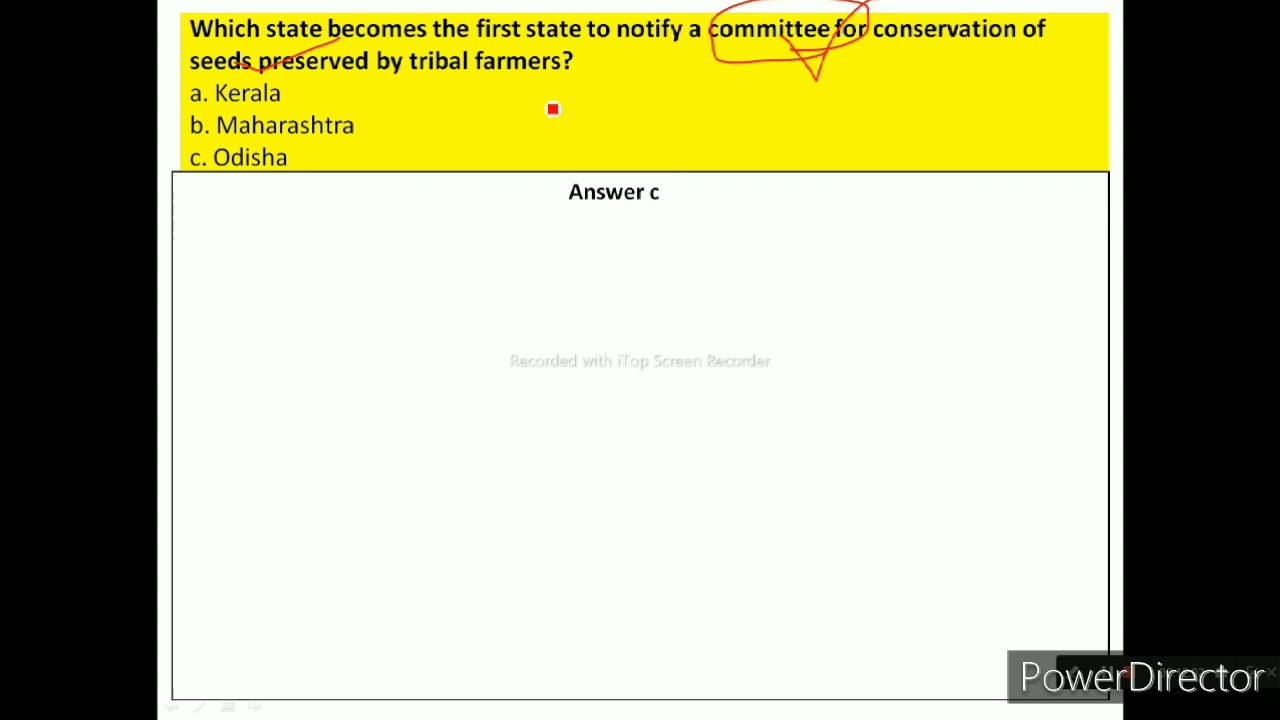 Which state becomes the first state to notify a committee for conservation of
seeds preserved by tribal farmers?
a. Kerala
b. Maharashtra
c. Odisha
Answer c
Recorded with iTop Screen Recorder
PowerDirector